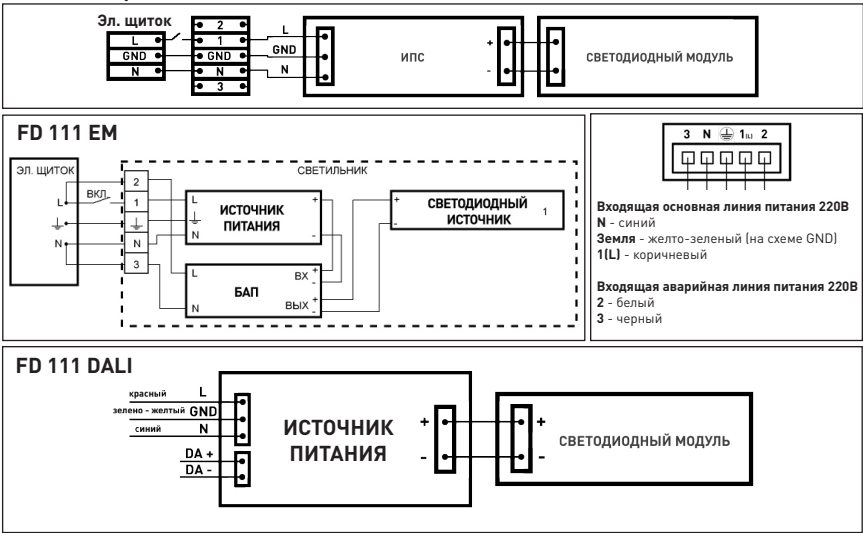 Эл. щиток
L
GND
N
2
1
GND
N
3
L
GND
N
ИПС
+
-
СВЕТОДИОДНЫЙ МОДУЛЬ
FD 111 EM
ЭЛ. ЩИТОК
L
ВКЛ.
N
2
1
N
3
СВЕТИЛЬНИК
L
N
ИСТОЧНИК
ПИТАНИЯ
+
-
L
N
БАП
ВХ
+
-
ВЫХ
+
-
+
-
СВЕТОДИОДНЫЙ
ИСТОЧНИК
1
3 N 1(L) 2
Входящая основная линия питания 220В
N - синий
Земля - желто-зеленый (на схеме GND)
1(L) - коричневый
Входящая аварийная линия питания 220В
2 - белый
3 - черный
FD 111 DALI
красный L
зелено - желтый GND
синий N
DA +
DA -
ИСТОЧНИК
ПИТАНИЯ
+
-
+
-
СВЕТОДИОДНЫЙ МОДУЛЬ